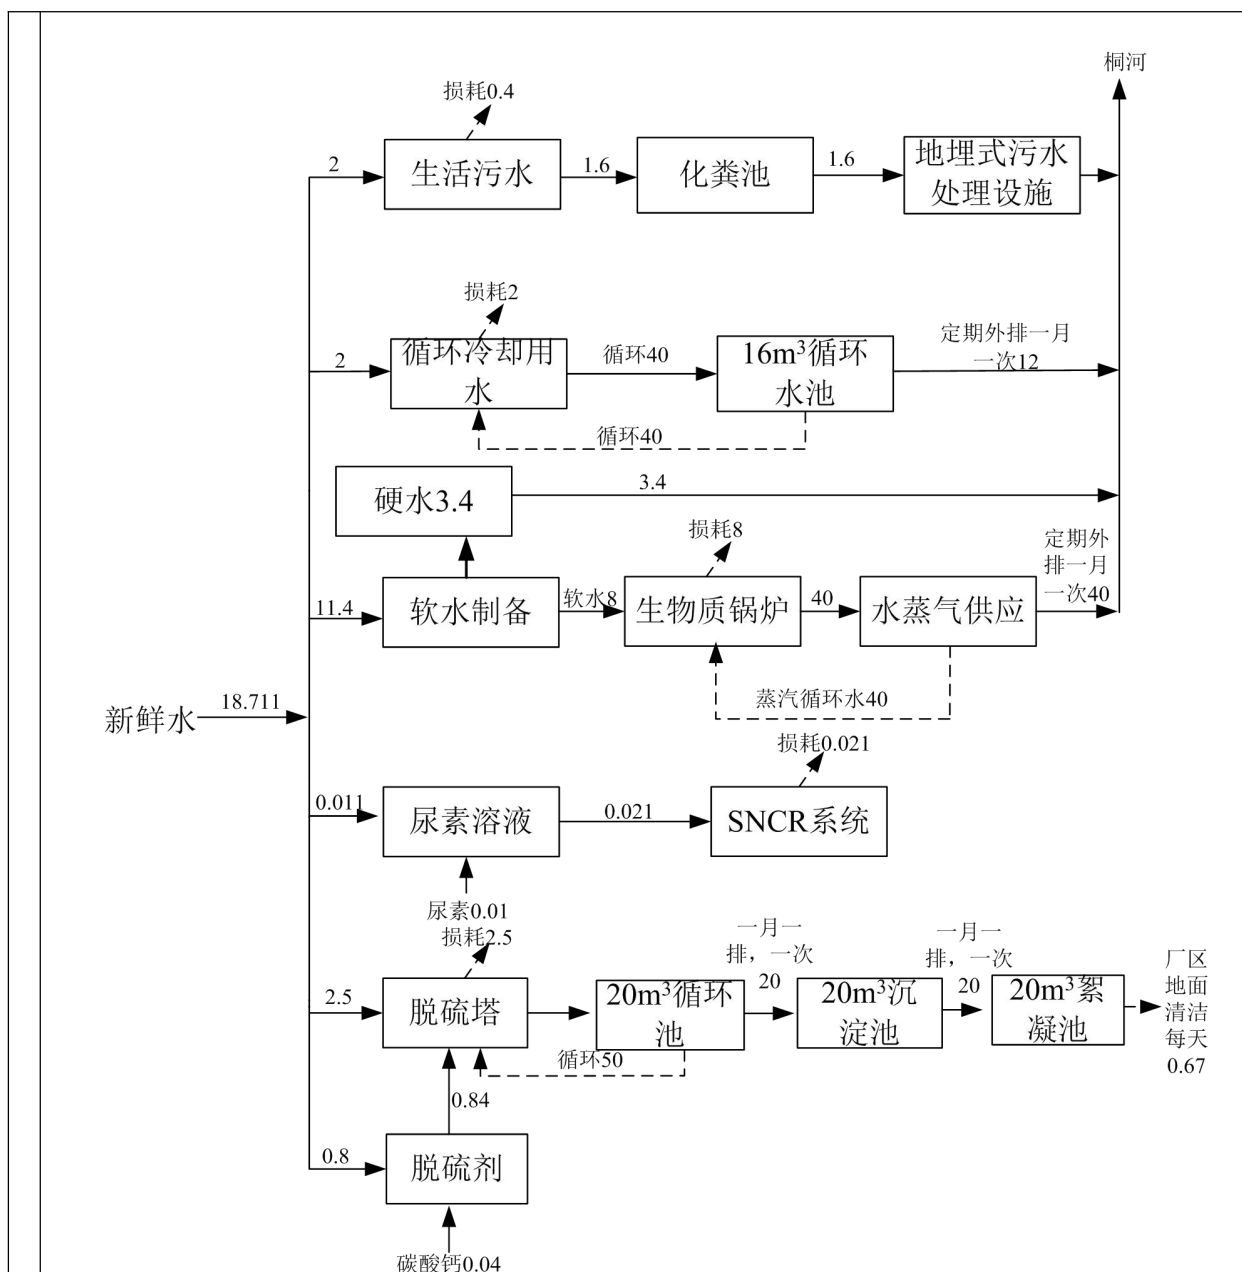 桐河
损耗0.4
2
生活污水
1.6
化粪池
1.6
地埋式污水
处理设施
损耗2
2
循环冷却用
水
循环40
16m³循环
水池
定期外排一月
一次12
循环40
硬水3.4
3.4
损耗8
定期外
排一月
一次40
11.4
软水制备
软水8
生物质锅炉
40
水蒸气供应
蒸汽循环水40
新鲜水
18.711
损耗0.021
0.011
尿素溶液
0.021
SNCR系统
尿素0.01
损耗2.5
2.5
脱硫塔
20m³循环
池
一月一
排，一次
20
20m³沉
淀池
一月一
排，一次
20
20m³絮
凝池
厂区
地面
清洁
每天
0.67
循环50
0.84
0.8
脱硫剂
碳酸钙0.04